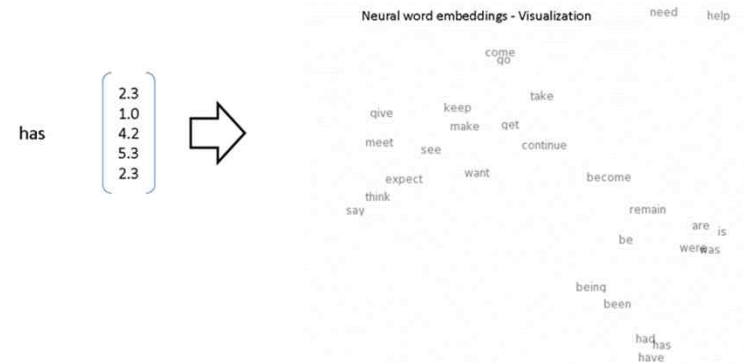 Neural word embeddings - Visualization
need
help
come
go
take
give
keep
make
get
meet
see
continue
expect
want
become
think
say
remain
are
is
be
were
was
being
been
had
has
have
has
2.3
1.0
4.2
5.3
2.3